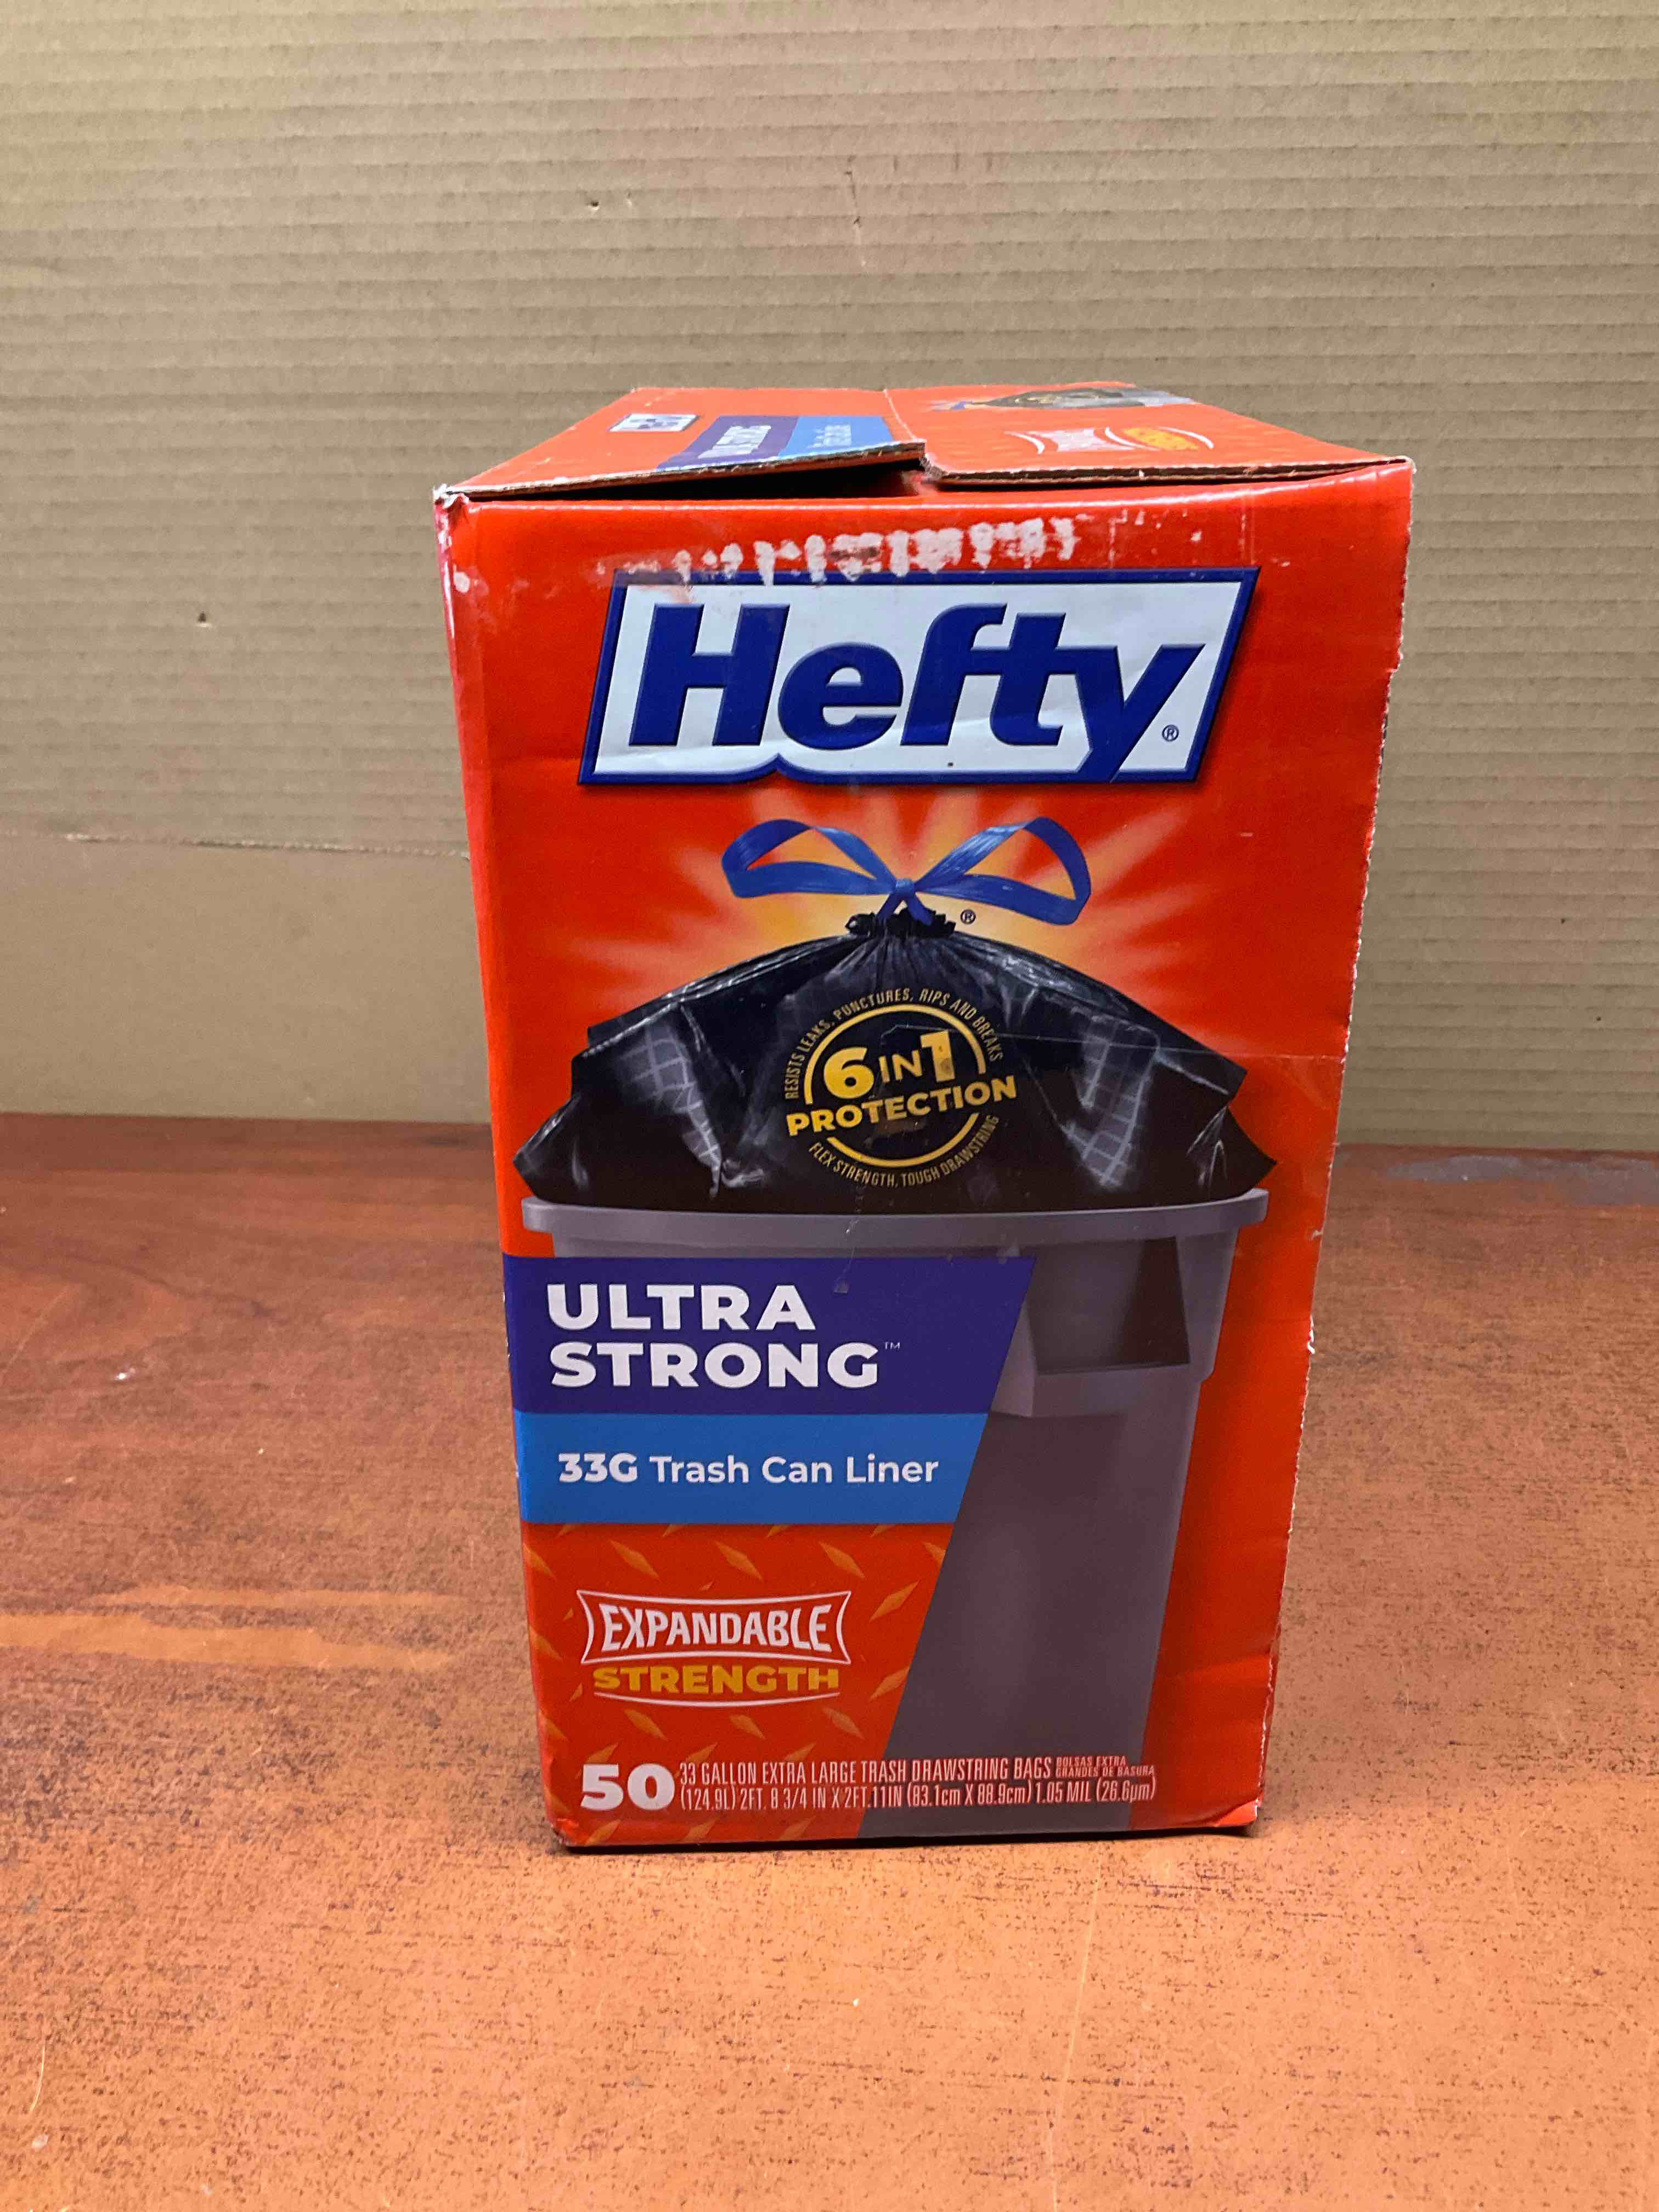 Hefty®
®
RESISTS LEAKS, PUNCTURES, RIPS AND BREAKS
6 IN 1
PROTECTION
FLEX STRENGTH, TOUGH DRAWSTRING
ULTRA
STRONG™
33G Trash Can Liner
EXPANDABLE
STRENGTH
50 33 GALLON EXTRA LARGE TRASH DRAWSTRING BAGS BOLSAS EXTRA GRANDES DE BASURA
(124.9L) 2FT. 8 3/4 IN X 2FT.11IN (83.1cm X 88.9cm) 1.05 MIL (26.6µm)